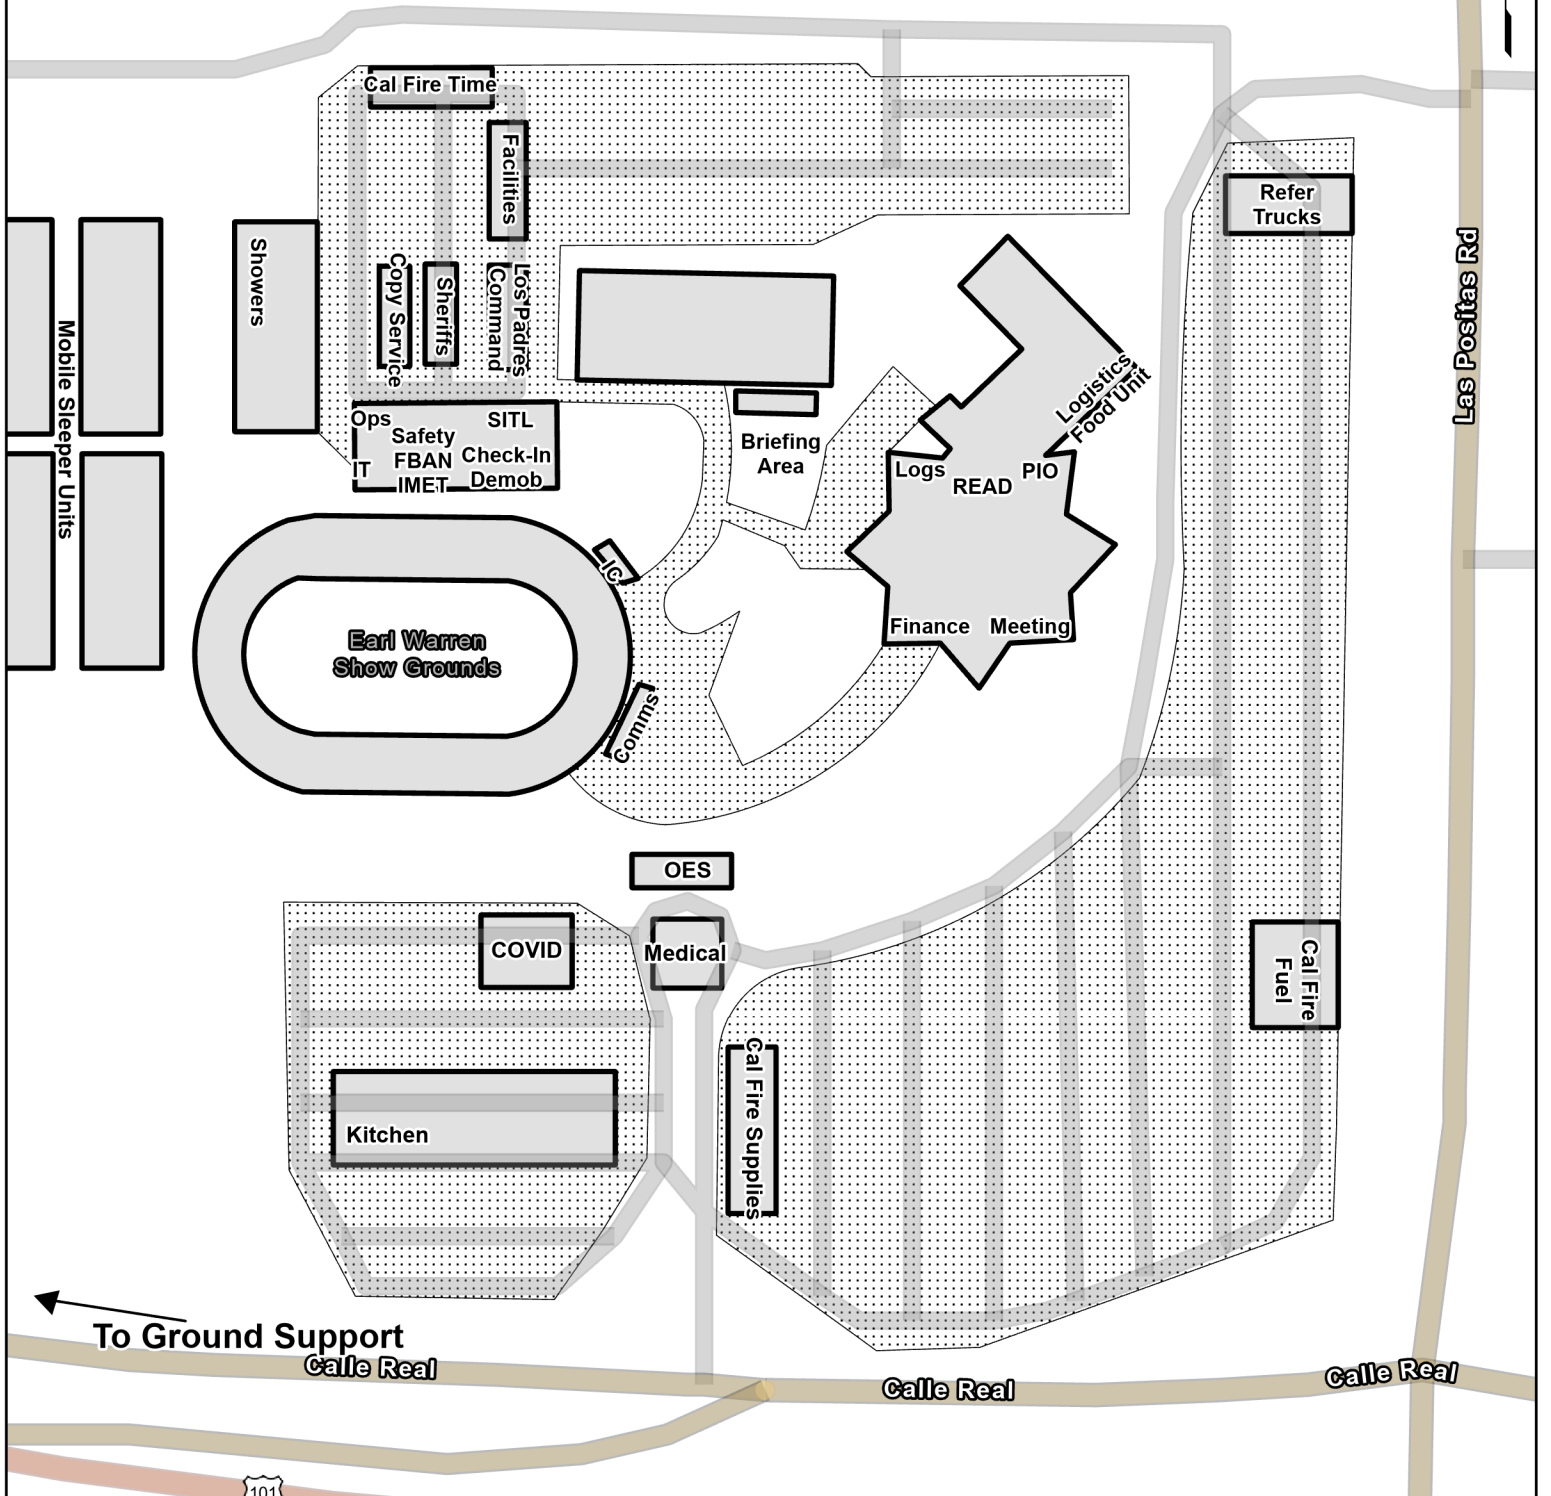 Cal Fire Time
Facilities
Refer
Trucks
Showers
Copy Service
Sheriffs
Los Padres
Command
Las Positas Rd
Mobile Sleeper Units
Logistics
Food Unit
Ops
SITL
Safety
FBAN
IMET
IT
Check-In
Demob
Briefing
Area
Logs
READ
PIO
IC
Earl Warren
Show Grounds
Finance
Meeting
Comms
OES
COVID
Medical
Cal Fire
Fuel
Cal Fire Supplies
Kitchen
To Ground Support
Calle Real
Calle Real
Calle Real
101